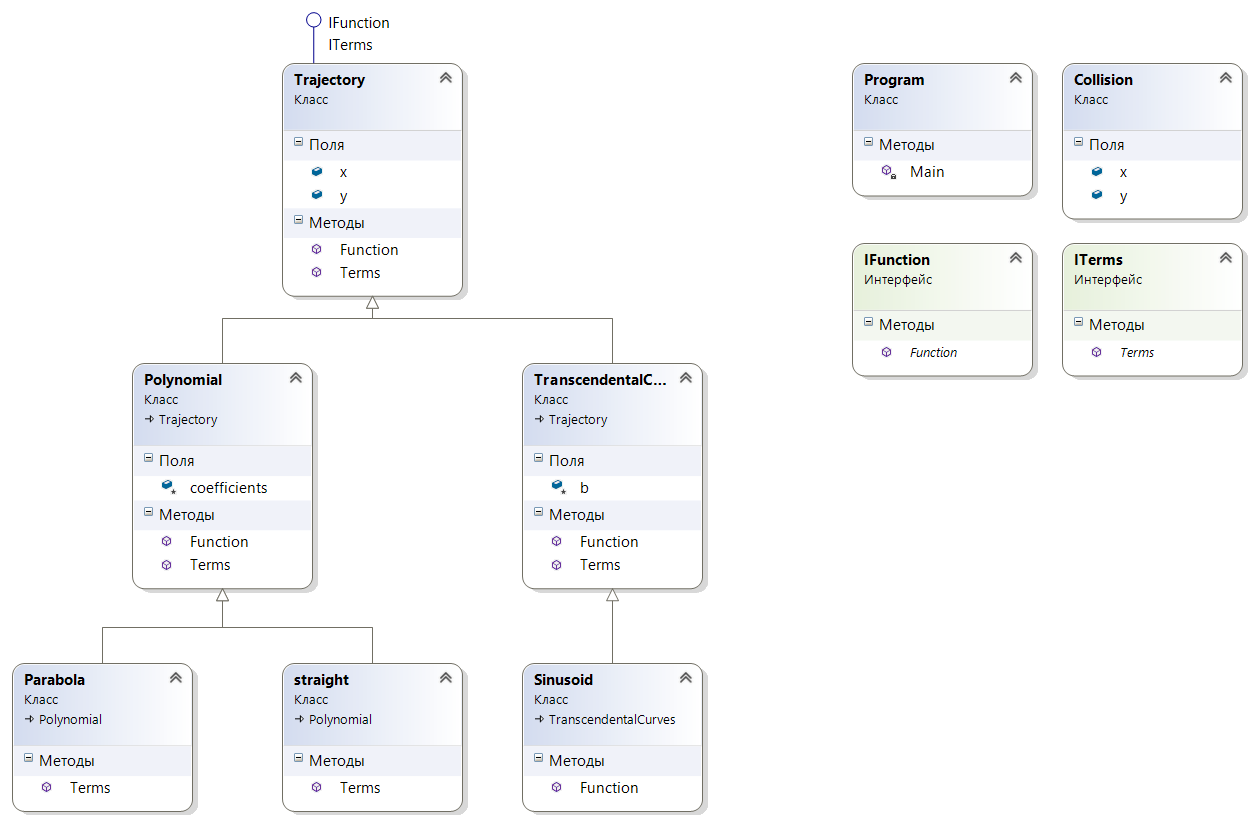 IFunction
ITerms
Trajectory
Класс
Поля
x
y
Методы
Function
Terms
Program
Класс
Методы
Main
Collision
Класс
Поля
x
y
IFunction
Интерфейс
Методы
Function
ITerms
Интерфейс
Методы
Terms
Polynomial
Класс
Trajectory
Поля
coefficients
Методы
Function
Terms
TranscendentalC...
Класс
Trajectory
Поля
b
Методы
Function
Terms
Parabola
Класс
Polynomial
Методы
Terms
straight
Класс
Polynomial
Методы
Terms
Sinusoid
Класс
TranscendentalCurves
Методы
Function